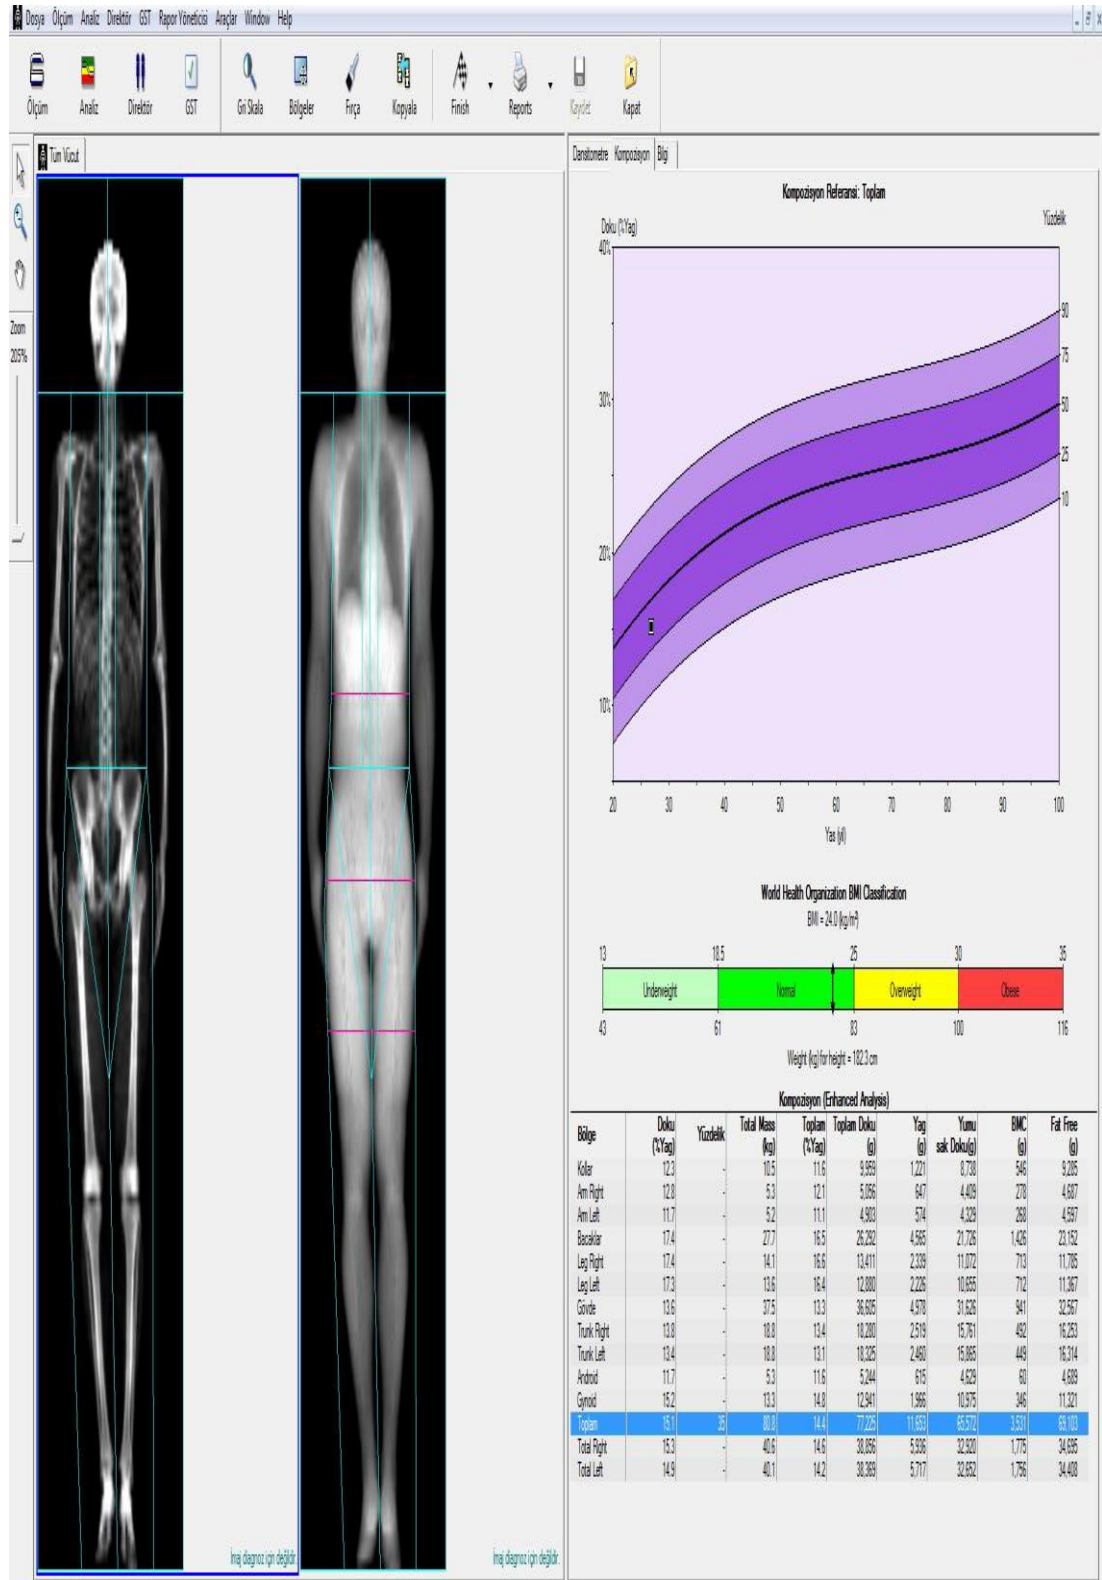 Dosya Ölçüm Analiz Direktör GST Rapor Yöneticisi Araçlar Window Help
Ölçüm Analiz Direktör GST Gri Skala Bölgeler Fırça Kopyala Finish Reports Kaydet Kapat
Tüm Vücut
Zoom
205%
İmaj diagnoz için değildir.
İmaj diagnoz için değildir.
Dansitometre Kompozisyon Bilgi
Kompozisyon Referansi: Toplam
Doku (%Yag)
Yüzdelik
40%
30%
20%
10%
90
75
50
25
10
20 30 40 50 60 70 80 90 100
Yas (yıl)
World Health Organization BMI Classification
BMI = 24.0 (kg/m²)
13 18.5 25 30 35
Underweight Normal Overweight Obese
43 61 83 100 116
Weight (kg) for height = 182.3 cm
Kompozisyon (Enhanced Analysis)
Bölge Doku (%Yag) Yüzdelik Total Mass (kg) Toplam (%Yag) Toplam Doku (g) Yag (g) Yumu sak Doku(g) BMC (g) Fat Free (g)
Kollar 12.3 - 10.5 11.6 9,959 1,221 8,738 546 9,285
Arm Right 12.8 - 5.3 12.1 5,056 647 4,409 278 4,687
Arm Left 11.7 - 5.2 11.1 4,903 574 4,329 268 4,597
Bacaklar 17.4 - 27.7 16.5 26,292 4,565 21,726 1,426 23,152
Leg Right 17.4 - 14.1 16.6 13,411 2,339 11,072 713 11,785
Leg Left 17.3 - 13.6 16.4 12,880 2,226 10,655 712 11,367
Gövde 13.6 - 37.5 13.3 36,605 4,978 31,626 941 32,567
Trunk Right 13.8 - 18.8 13.4 18,280 2,519 15,761 492 16,253
Trunk Left 13.4 - 18.8 13.1 18,325 2,460 15,865 449 16,314
Android 11.7 - 5.3 11.6 5,244 615 4,629 60 4,689
Gynoid 15.2 - 13.3 14.8 12,941 1,966 10,975 346 11,321
Toplam 15.1 35 80.8 14.4 77,225 11,653 65,572 3,531 69,103
Total Right 15.3 - 40.6 14.6 38,856 5,936 32,920 1,775 34,695
Total Left 14.9 - 40.1 14.2 38,369 5,717 32,652 1,756 34,408